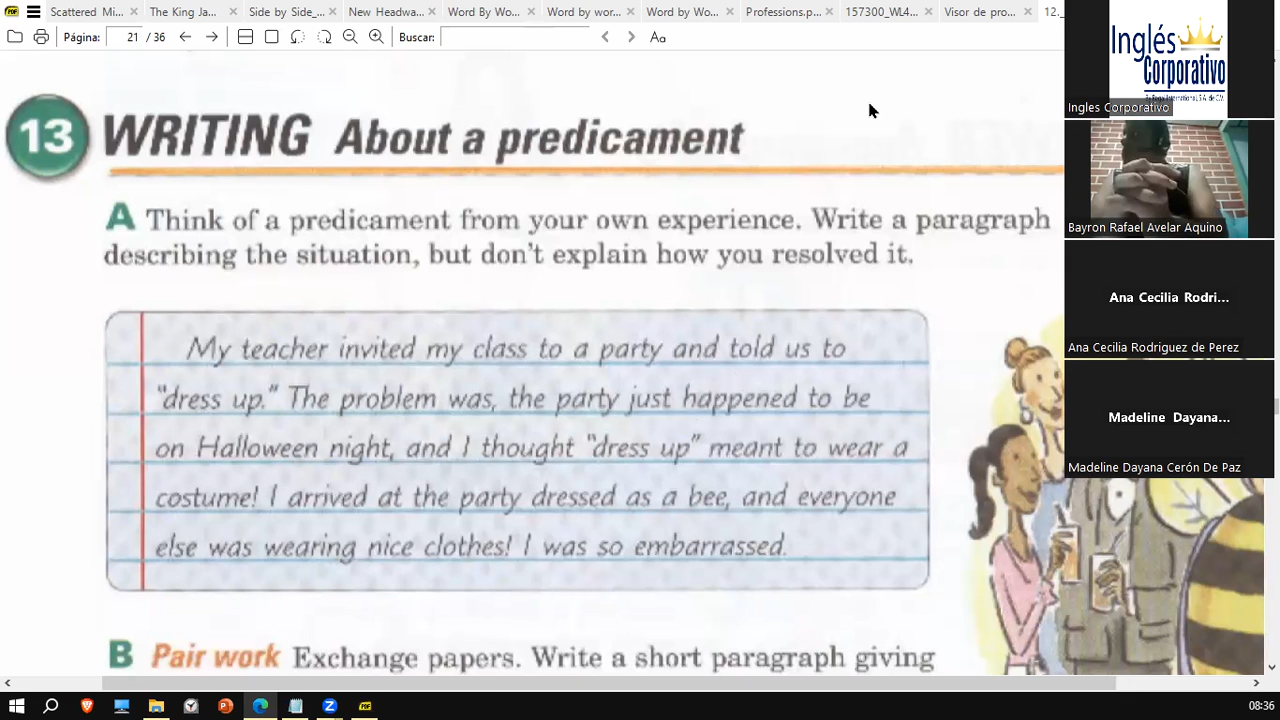 Scattered Mi...
The King Ja...
Side by Side_...
New Headwa...
Word By Wo...
Word by wor...
Word by Wo...
Professions.p...
157300_WL4...
Visor de pro...
12._
Página:
21 / 36
Buscar:
Aa
13 WRITING About a predicament
A Think of a predicament from your own experience. Write a paragraph
describing the situation, but don't explain how you resolved it.
My teacher invited my class to a party and told us to
"dress up." The problem was, the party just happened to be
on Halloween night, and I thought "dress up" meant to wear a
costume! I arrived at the party dressed as a bee, and everyone
else was wearing nice clothes! I was so embarrassed.
B Pair work Exchange papers. Write a short paragraph giving
Inglés
Corporativo
Ingles Corporativo
Bayron Rafael Avelar Aquino
Ana Cecilia Rodri...
Ana Cecilia Rodriguez de Perez
Madeline Dayana...
Madeline Dayana Cerón De Paz
08:36